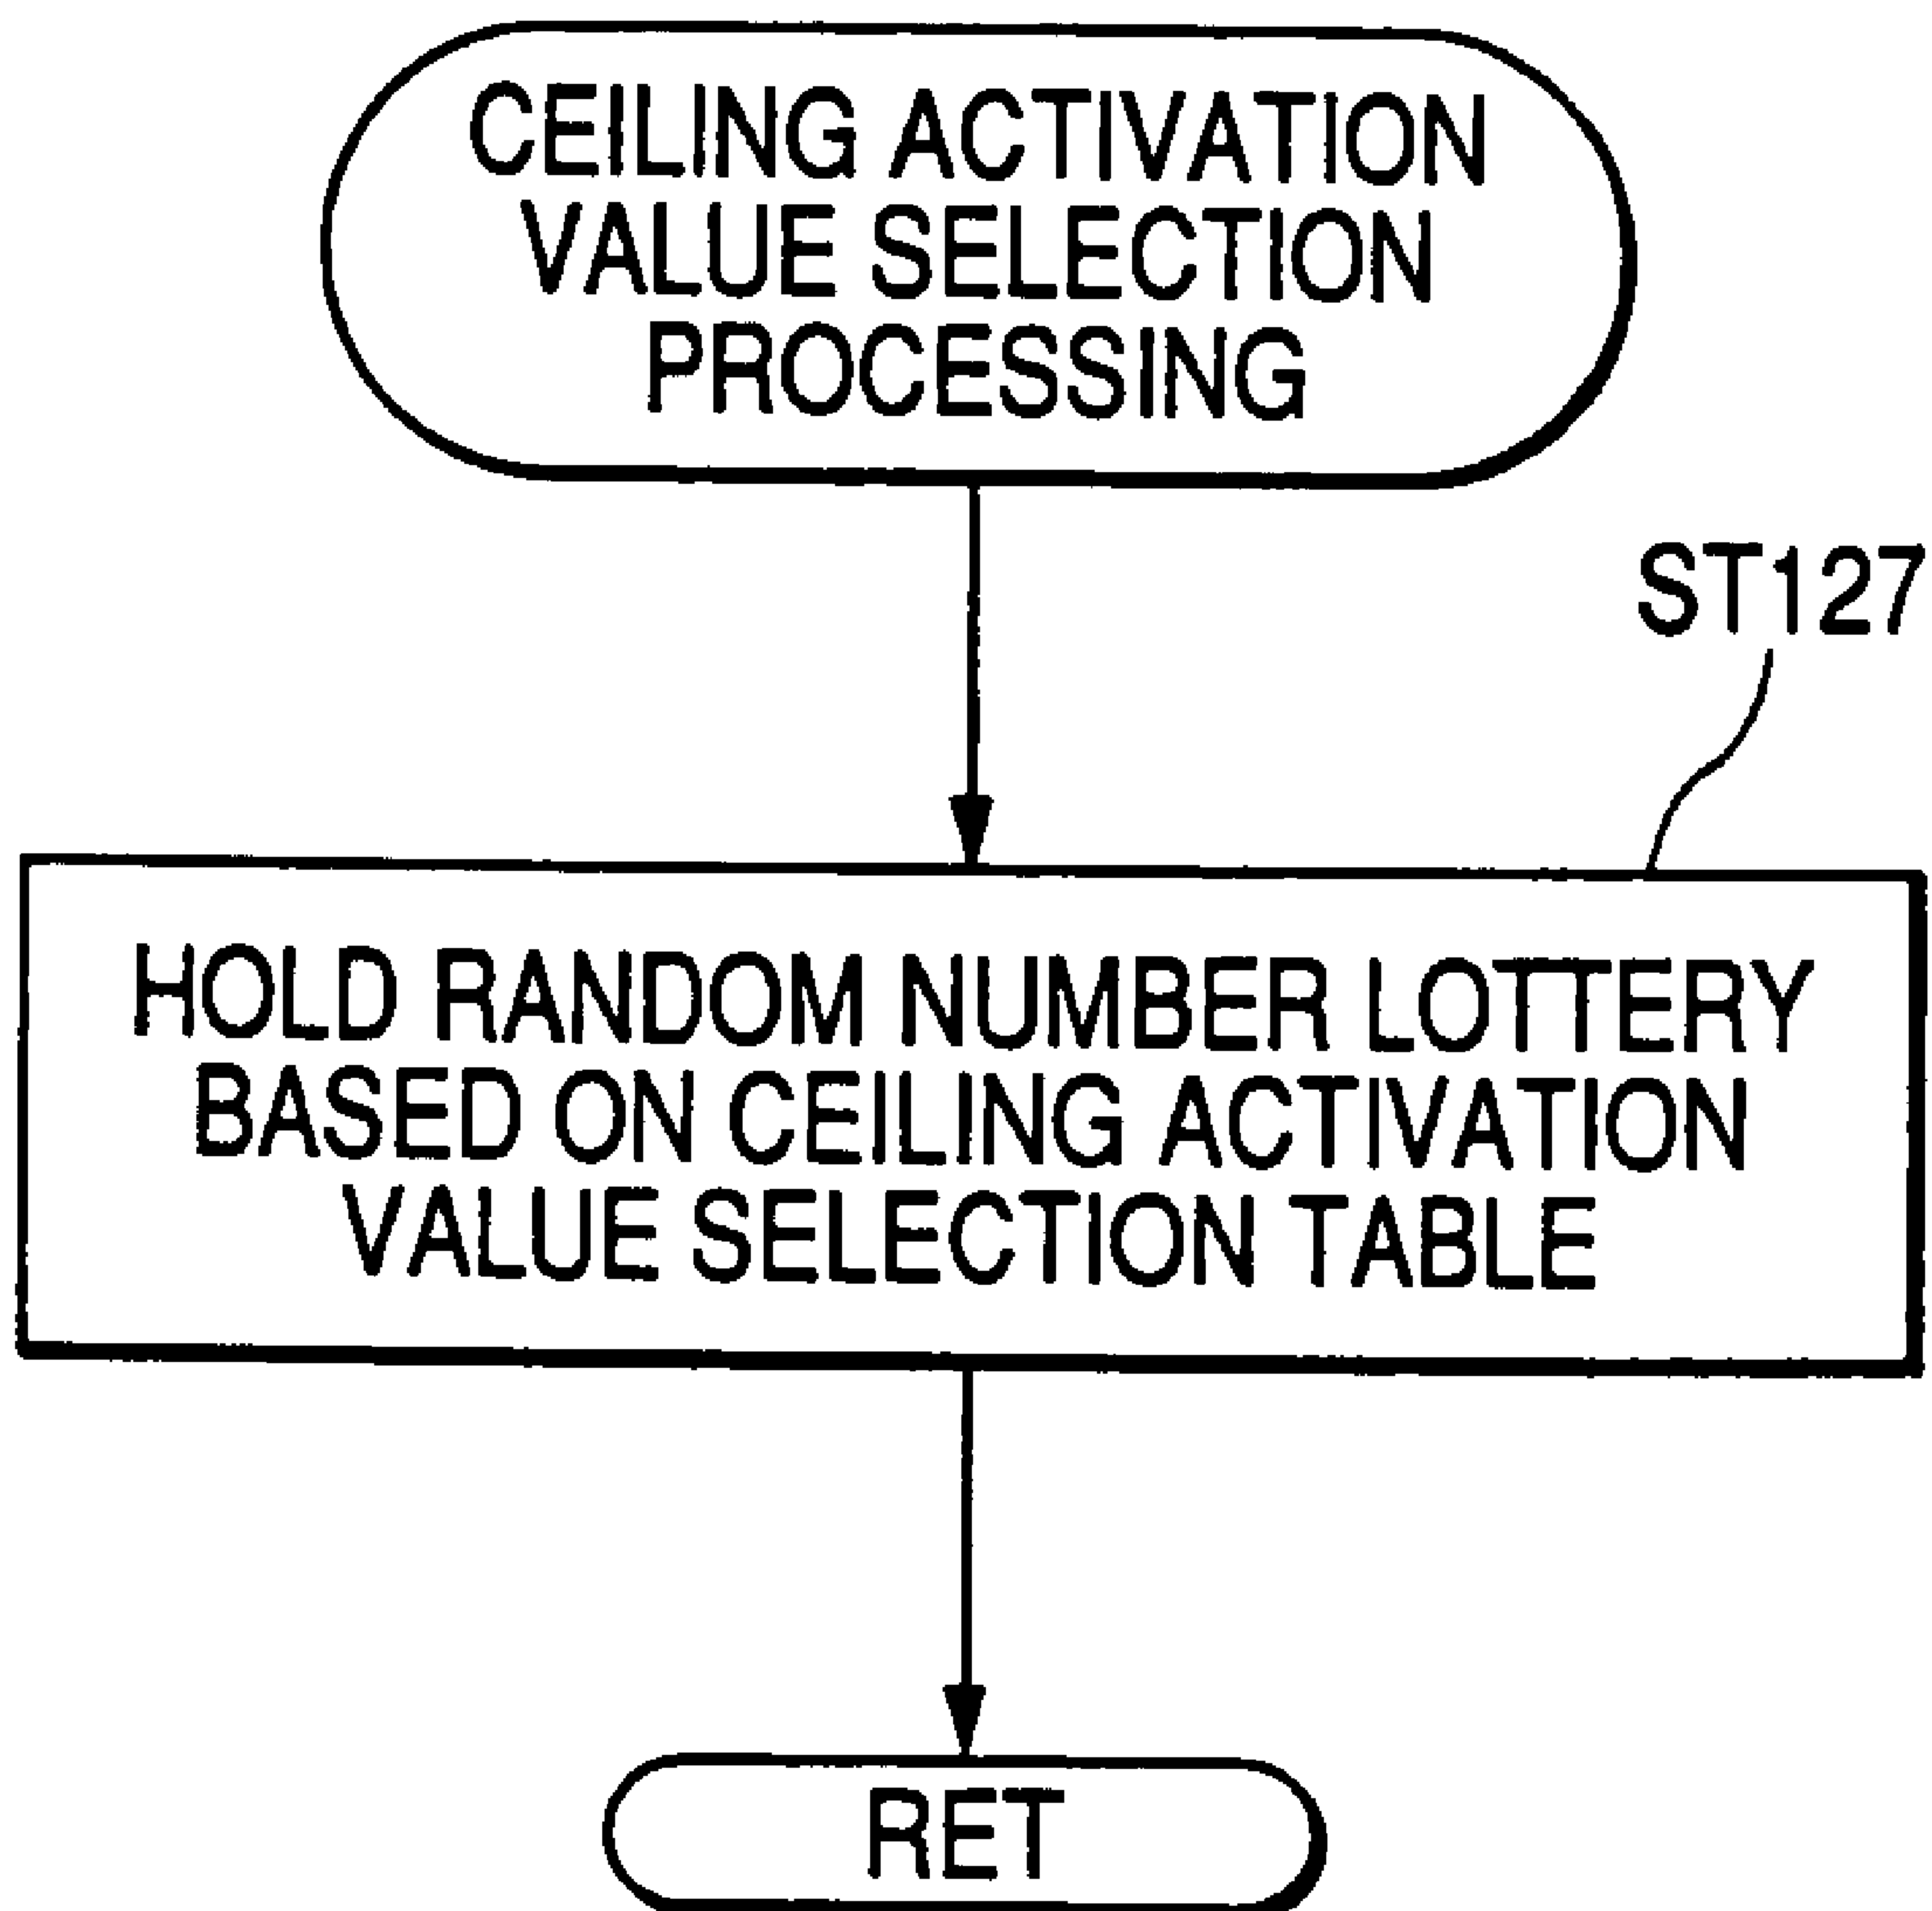 CEILING ACTIVATION
VALUE SELECTION
PROCESSING
ST127
HOLD RANDOM NUMBER LOTTERY
BASED ON CEILING ACTIVATION
VALUE SELECTION TABLE
RET